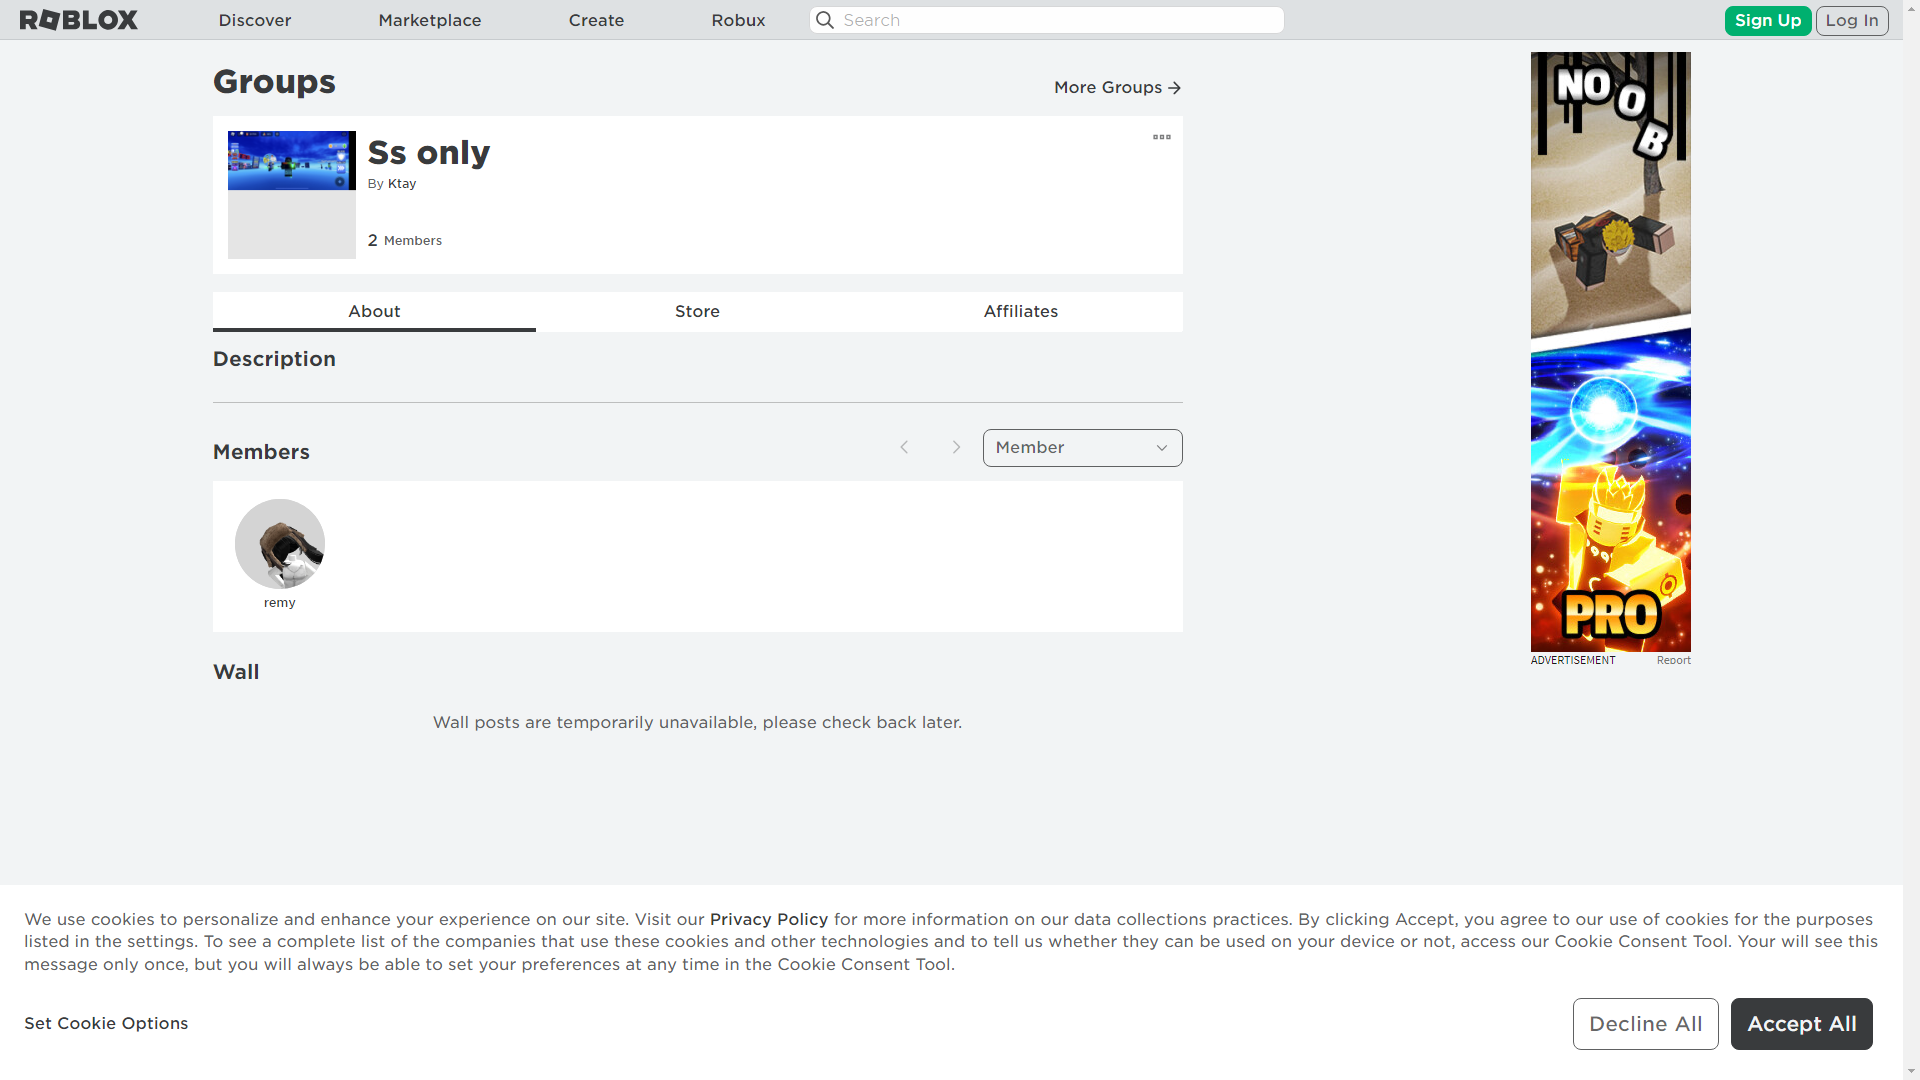 ROBLOX
Discover
Marketplace
Create
Robux
Search
Sign Up
Log In
Groups
More Groups
Ss only
By Ktay
2 Members
About
Store
Affiliates
Description
Members
Member
remy
Wall
Wall posts are temporarily unavailable, please check back later.
NOOB
PRO
ADVERTISEMENT
Report
We use cookies to personalize and enhance your experience on our site. Visit our Privacy Policy for more information on our data collections practices. By clicking Accept, you agree to our use of cookies for the purposes
listed in the settings. To see a complete list of the companies that use these cookies and other technologies and to tell us whether they can be used on your device or not, access our Cookie Consent Tool. Your will see this
message only once, but you will always be able to set your preferences at any time in the Cookie Consent Tool.
Set Cookie Options
Decline All
Accept All